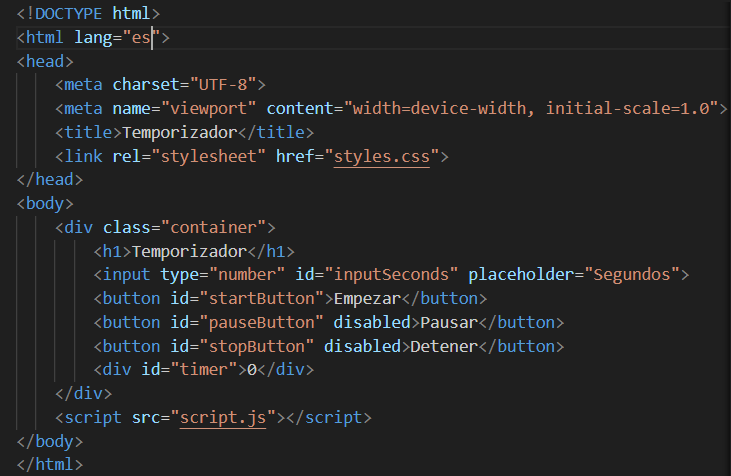 <!DOCTYPE html>
<html lang="es">
<head>
    <meta charset="UTF-8">
    <meta name="viewport" content="width=device-width, initial-scale=1.0">
    <title>Temporizador</title>
    <link rel="stylesheet" href="styles.css">
</head>
<body>
    <div class="container">
        <h1>Temporizador</h1>
        <input type="number" id="inputSeconds" placeholder="Segundos">
        <button id="startButton">Empezar</button>
        <button id="pauseButton" disabled>Pausar</button>
        <button id="stopButton" disabled>Detener</button>
        <div id="timer">0</div>
    </div>
    <script src="script.js"></script>
</body>
</html>